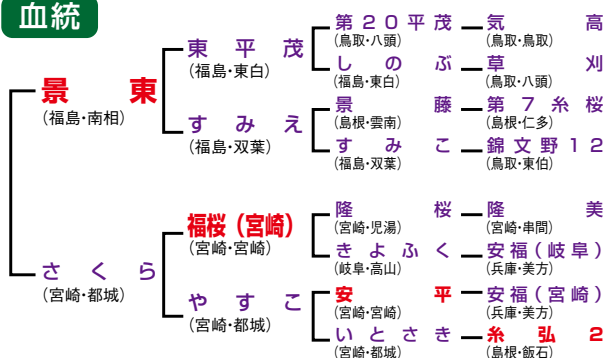 血統
景東
(福島・南相)
さくら
(宮崎・都城)
東平茂
(福島・東白)
すみえ
(福島・双葉)
福桜(宮崎)
(宮崎・宮崎)
やすこ
(宮崎・都城)
第20平茂
(鳥取・八頭)
しのぶ
(福島・東白)
景藤
(島根・雲南)
すみこ
(福島・双葉)
隆桜
(宮崎・児湯)
きよふく
(岐阜・高山)
安平
(宮崎・宮崎)
いとさき
(宮崎・都城)
気高
(鳥取・鳥取)
草刈
(鳥取・八頭)
第7糸桜
(島根・仁多)
錦文野12
(鳥取・東伯)
隆美
(宮崎・串間)
安福(岐阜)
(兵庫・美方)
安福(宮崎)
(兵庫・美方)
糸弘2
(島根・飯石)